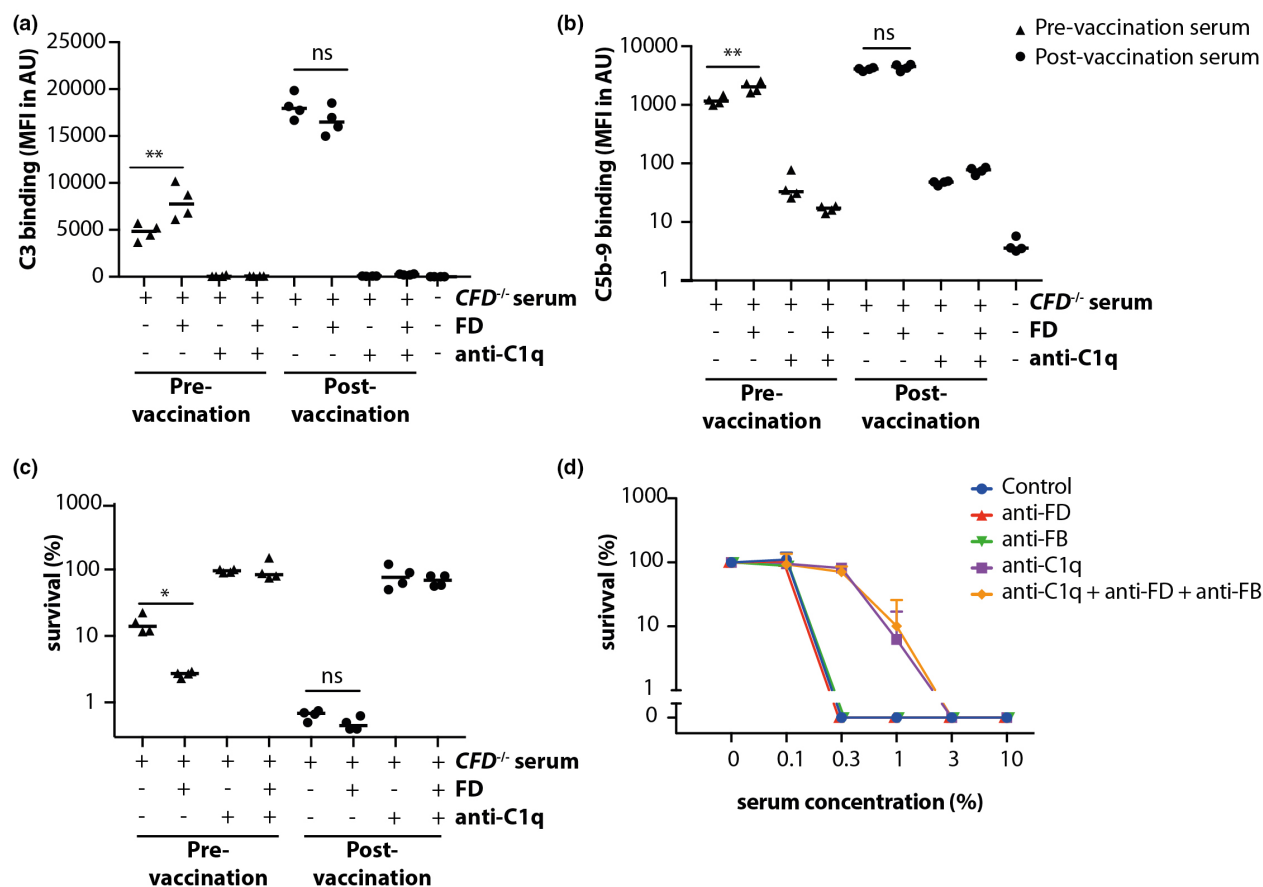 (a)
25000
20000
15000
10000
5000
0
C3 binding (MFI in AU)
**
ns
+ + + + + + + + - CFD-/- serum
- + - + - + - + - FD
- - + + - - + + - anti-C1q
Pre-
vaccination
Post-
vaccination
(b)
10000
1000
100
10
1
C5b-9 binding (MFI in AU)
**
ns
▲ Pre-vaccination serum
● Post-vaccination serum
+ + + + + + + + - CFD-/- serum
- + - + - + - + - FD
- - + + - - + + - anti-C1q
Pre-
vaccination
Post-
vaccination
(c)
1000
100
10
1
survival (%)
*
ns
+ + + + + + + + CFD-/- serum
- + - + - + - + FD
- - + + - - + + anti-C1q
Pre-
vaccination
Post-
vaccination
(d)
1000
100
10
1
0
surivival (%)
Control
anti-FD
anti-FB
anti-C1q
anti-C1q + anti-FD + anti-FB
0 0.1 0.3 1 3 10
serum concentration (%)